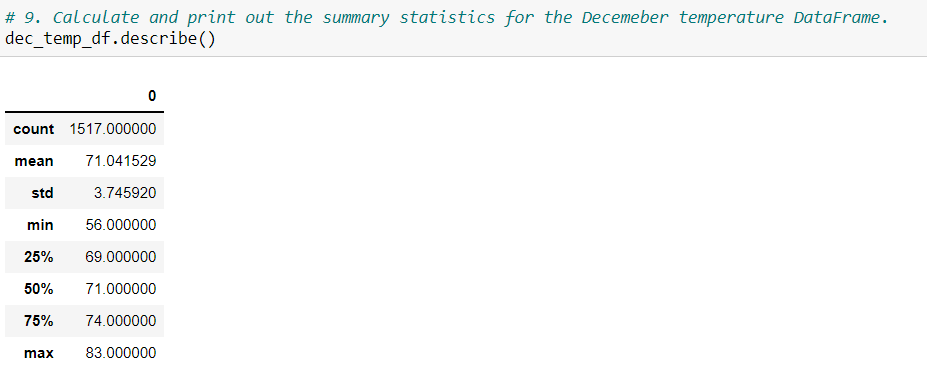 # 9. Calculate and print out the summary statistics for the Decemeber temperature DataFrame.
dec_temp_df.describe()
0
count 1517.000000
mean 71.041529
std 3.745920
min 56.000000
25% 69.000000
50% 71.000000
75% 74.000000
max 83.000000